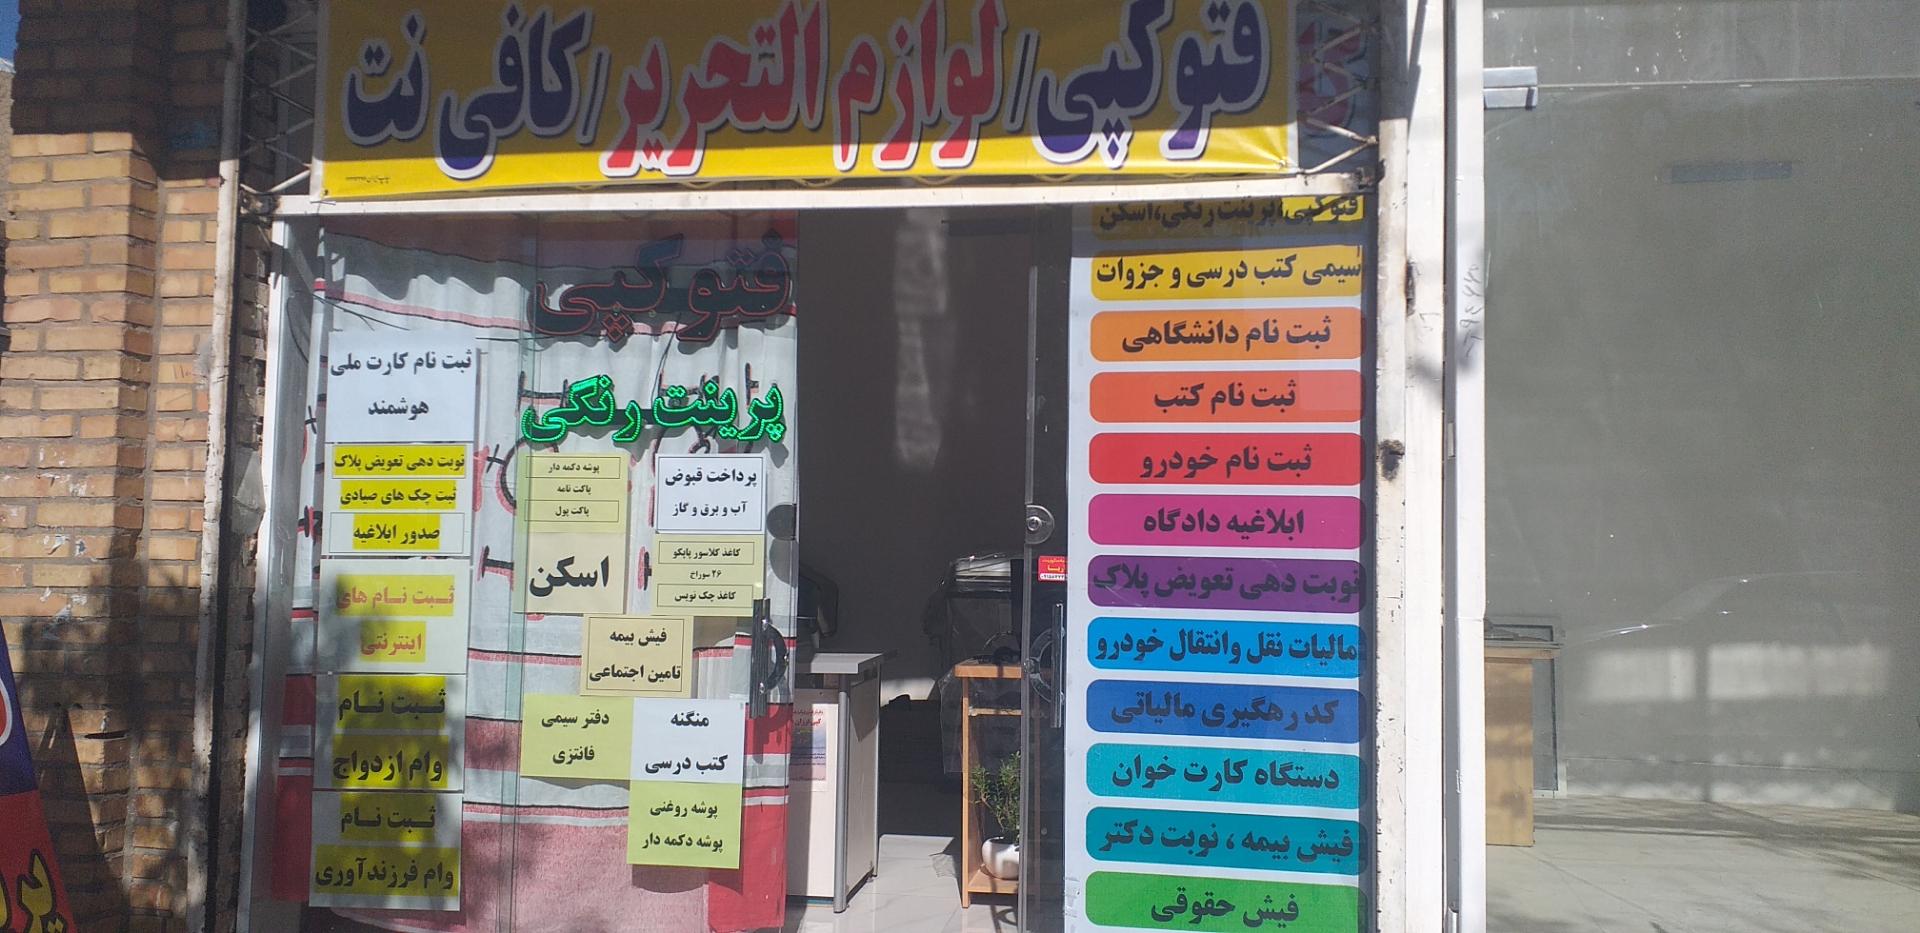 فتوکپی/لوازم التحریر/کافی نت
فتوکپی
پرینت رنگی
ثبت نام کارت ملی
هوشمند
نوبت دهی تعویض پلاک
ثبت چک های صیادی
صدور ابلاغیه
ثبت نام های
اینترنتی
ثبت نام
وام ازدواج
ثبت نام
وام فرزندآوری
پوشه دکمه دار
پاکت نامه
پاکت پول
اسکن
پرداخت قبوض
آب و برق و گاز
کاغذ کلاسور پاپکو
۲۶ سوراخ
کاغذ چک نویس
فیش بیمه
تامین اجتماعی
دفتر سیمی
فانتزی
منگنه
کتب درسی
پوشه روغنی
پوشه دکمه دار
فتوکپی،پرینت رنگی،اسکن
سیمی کتب درسی و جزوات
ثبت نام دانشگاهی
ثبت نام کتب
ثبت نام خودرو
ابلاغیه دادگاه
نوبت دهی تعویض پلاک
مالیات نقل وانتقال خودرو
کد رهگیری مالیاتی
دستگاه کارت خوان
فیش بیمه ، نوبت دکتر
فیش حقوقی